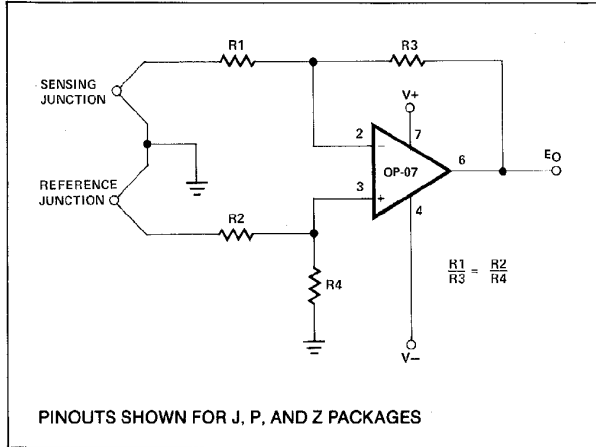 R1
R3
SENSING
JUNCTION
V+
2
7
−
OP-07
6
EO
REFERENCE
JUNCTION
3
+
4
R2
R1
R3
=
R2
R4
R4
V−
PINOUTS SHOWN FOR J, P, AND Z PACKAGES